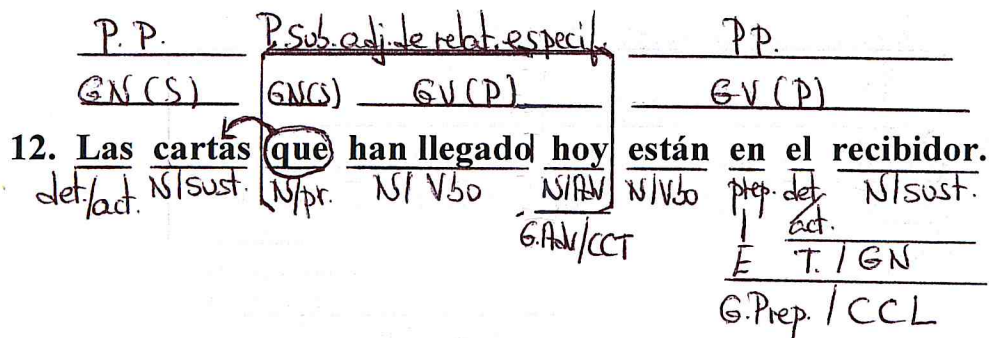 P. P. P. Sub. adj. de relat. especif. P.P.
GN (S) GN(S) GV (P) GV (P)
12. Las cartas que han llegado hoy están en el recibidor.
det./act. N/sust. N/pr. N/Vbo N/Adv N/Vbo prep. det/ N/sust.
G.Adv/CCT act.
E T. / GN
G.Prep. / CCL